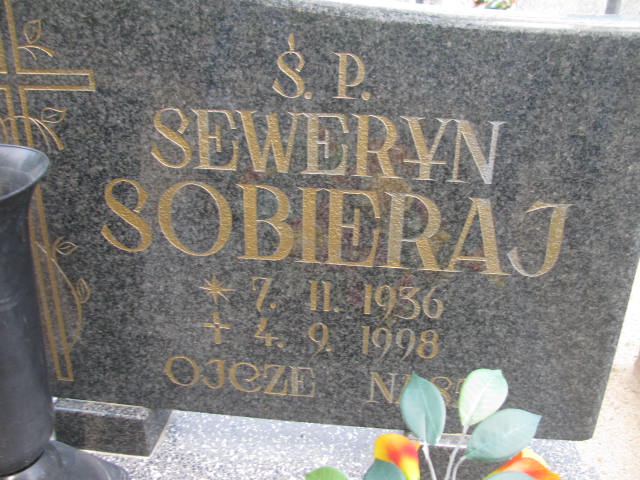 Ś. P.
SEWERYN
SOBIERAJ
* 7. 11. 1936
+ 4. 9. 1998
OJCZE